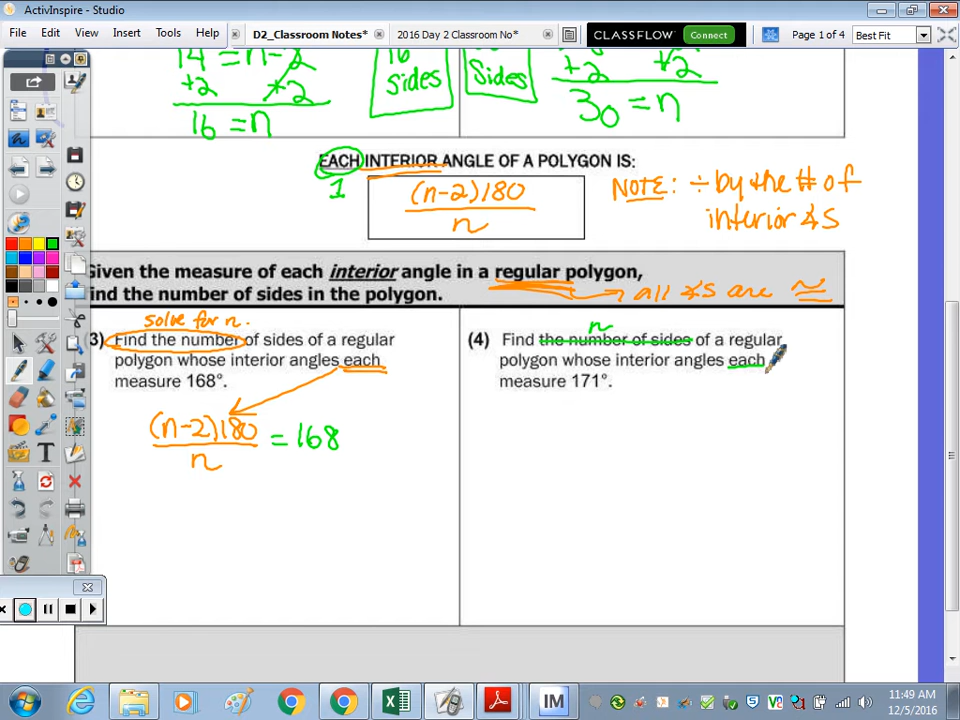 ActivInspire - Studio
File Edit View Insert Tools Help
D2_Classroom Notes*
2016 Day 2 Classroom No*
CLASSFLOW Connect
Page 1 of 4
Best Fit
14 = n-2
+2 +2
16 = n
16
Sides
Sides
+2 +2
30 = n
EACH INTERIOR ANGLE OF A POLYGON IS:
1
(n-2)180
n
NOTE: ÷ by the # of
interior ∡s
Given the measure of each interior angle in a regular polygon,
find the number of sides in the polygon.
all ∡s are ≅
solve for n.
(3) Find the number of sides of a regular
polygon whose interior angles each
measure 168°.
(n-2)180
n
= 168
n
(4) Find the number of sides of a regular
polygon whose interior angles each
measure 171°.
IM
11:49 AM
12/5/2016